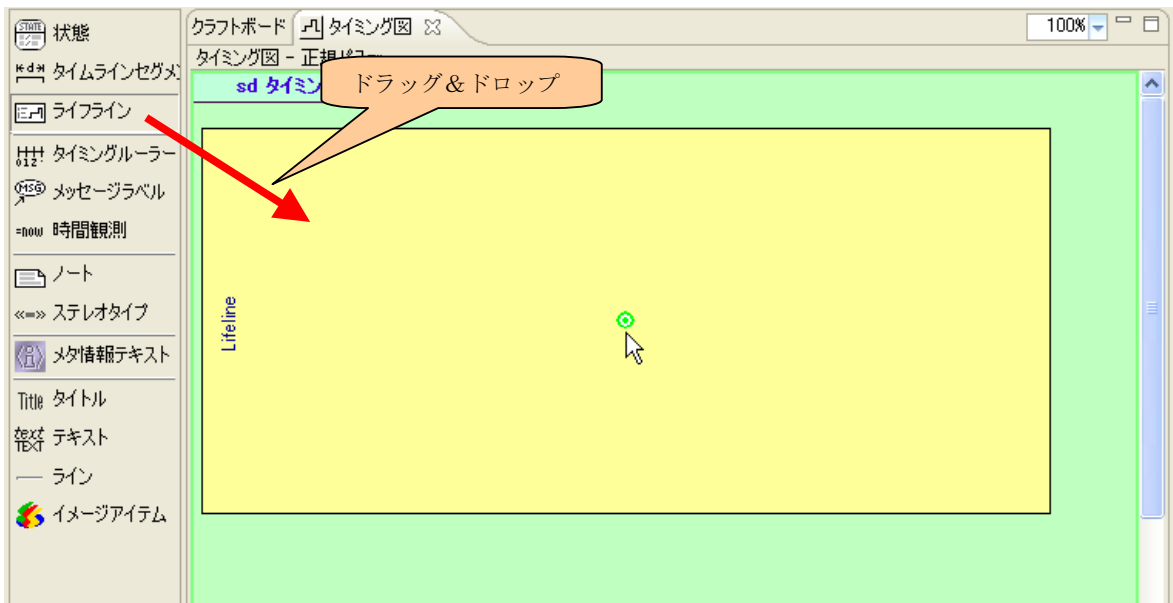 状態
タイムラインセグメン
ライフライン
タイミングルーラー
メッセージラベル
=now 時間観測
ノート
«=» ステレオタイプ
メタ情報テキスト
Title タイトル
text TEXT テキスト
ライン
イメージアイテム
クラフトボード タイミング図
100%
タイミング図 - 正規
sd タイミン
ドラッグ＆ドロップ
Lifeline